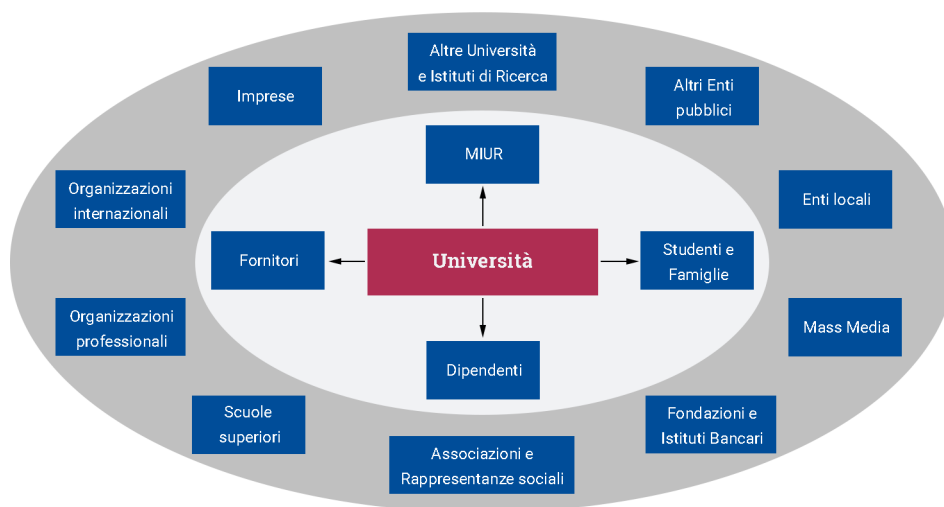 Altre Università
e Istituti di Ricerca
Imprese
Altri Enti
pubblici
MIUR
Organizzazioni
internazionali
Enti locali
Fornitori
Università
Studenti e
Famiglie
Organizzazioni
professionali
Mass Media
Dipendenti
Scuole
superiori
Fondazioni e
Istituti Bancari
Associazioni e
Rappresentanze sociali